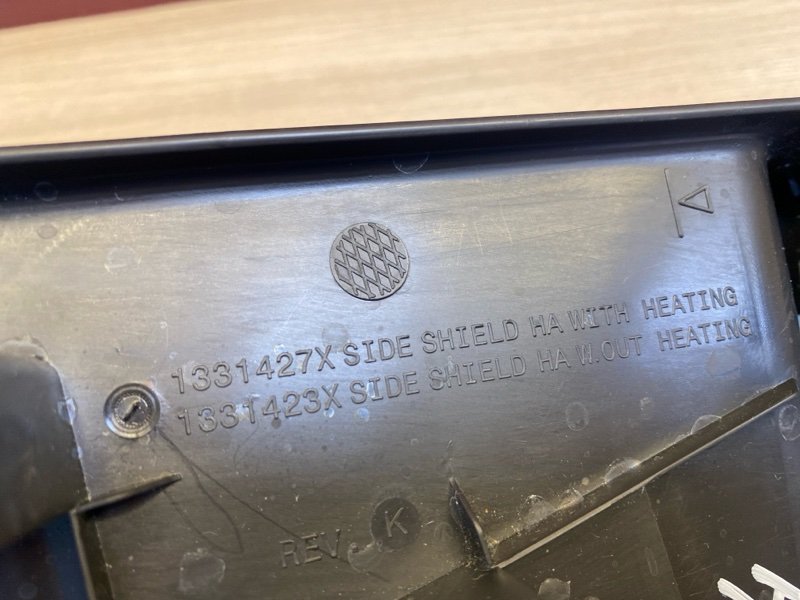 1331427X SIDE SHIELD HA WITH HEATING
1331423X SIDE SHIELD HA W.OUT HEATING
REV. K